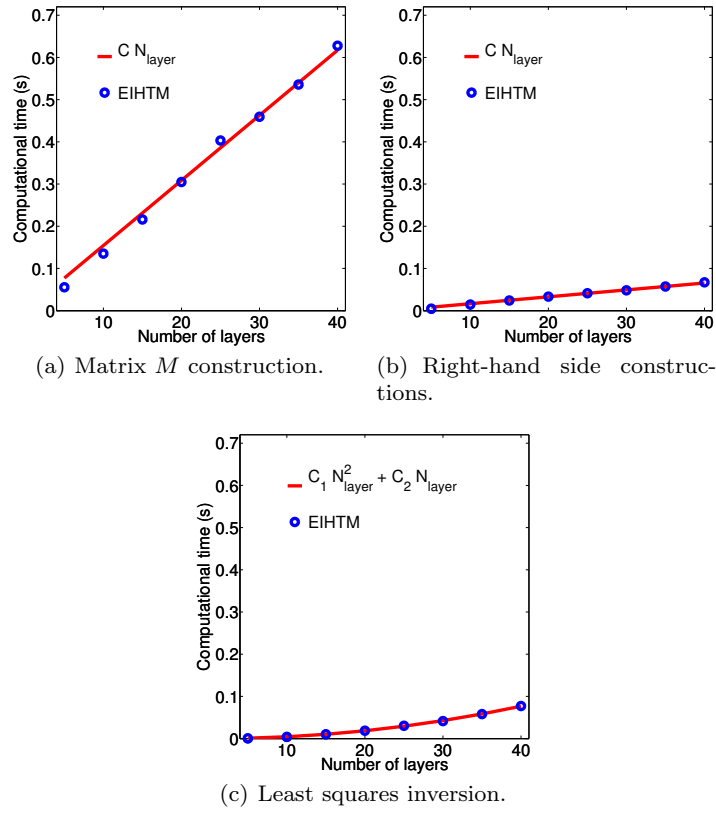 0.7
0.6
0.5
0.4
0.3
0.2
0.1
0
Computational time (s)
C N_layer
EIHTM
10 20 30 40
Number of layers
(a) Matrix M construction.
0.7
0.6
0.5
0.4
0.3
0.2
0.1
0
Computational time (s)
C N_layer
EIHTM
10 20 30 40
Number of layers
(b) Right-hand side construc-
tions.
0.7
0.6
0.5
0.4
0.3
0.2
0.1
0
Computational time (s)
C_1 N_layer^2 + C_2 N_layer
EIHTM
10 20 30 40
Number of layers
(c) Least squares inversion.